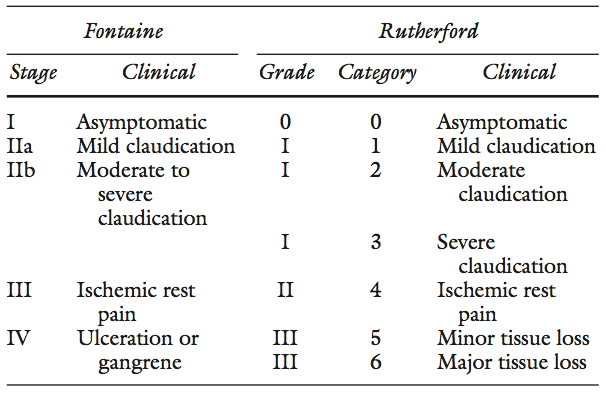 Fontaine Rutherford
Stage Clinical Grade Category Clinical
I Asymptomatic 0 0 Asymptomatic
IIa Mild claudication I 1 Mild claudication
IIb Moderate to I 2 Moderate
severe claudication
claudication
I 3 Severe
claudication
III Ischemic rest II 4 Ischemic rest
pain pain
IV Ulceration or III 5 Minor tissue loss
gangrene III 6 Major tissue loss